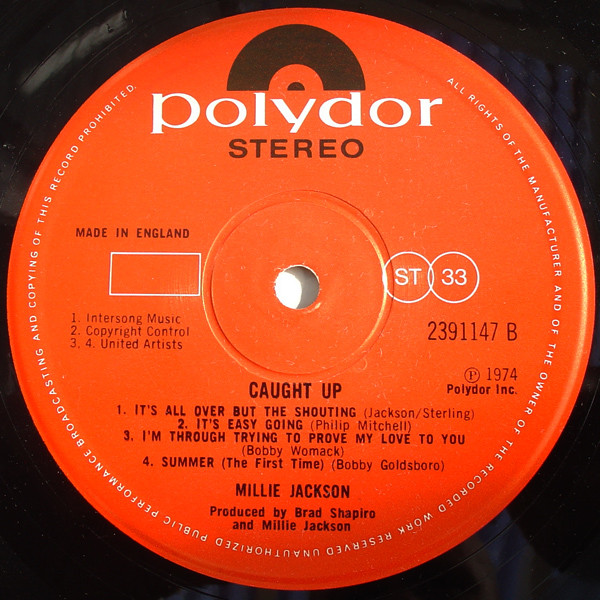 polydor
STEREO
ALL RIGHTS OF THE MANUFACTURER AND OF THE OWNER OF THE RECORDED WORK RESERVED UNAUTHORIZED PUBLIC PERFORMANCE BROADCASTING AND COPYING OF THIS RECORD PROHIBITED.
MADE IN ENGLAND
ST 33
1. Intersong Music
2. Copyright Control
3, 4. United Artists
2391147 B
Ⓟ 1974
Polydor Inc.
CAUGHT UP
1. IT'S ALL OVER BUT THE SHOUTING (Jackson/Sterling)
2. IT'S EASY GOING (Philip Mitchell)
3. I'M THROUGH TRYING TO PROVE MY LOVE TO YOU
(Bobby Womack)
4. SUMMER (The First Time) (Bobby Goldsboro)
MILLIE JACKSON
Produced by Brad Shapiro
and Millie Jackson